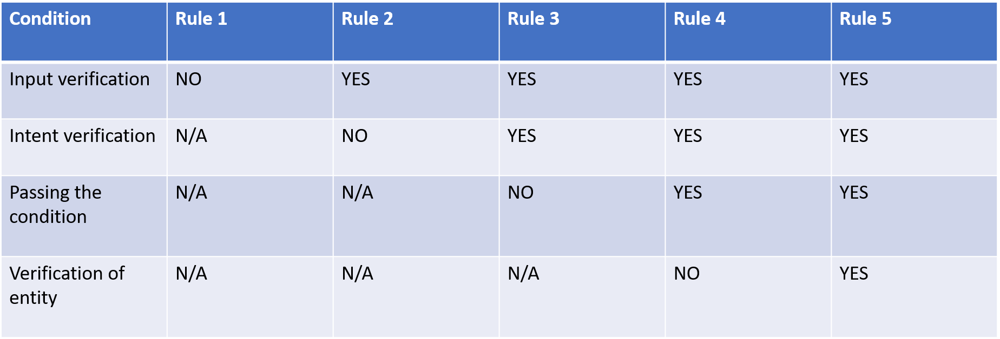 Condition Rule 1 Rule 2 Rule 3 Rule 4 Rule 5
Input verification NO YES YES YES YES
Intent verification N/A NO YES YES YES
Passing the N/A N/A NO YES YES
condition
Verification of N/A N/A N/A NO YES
entity